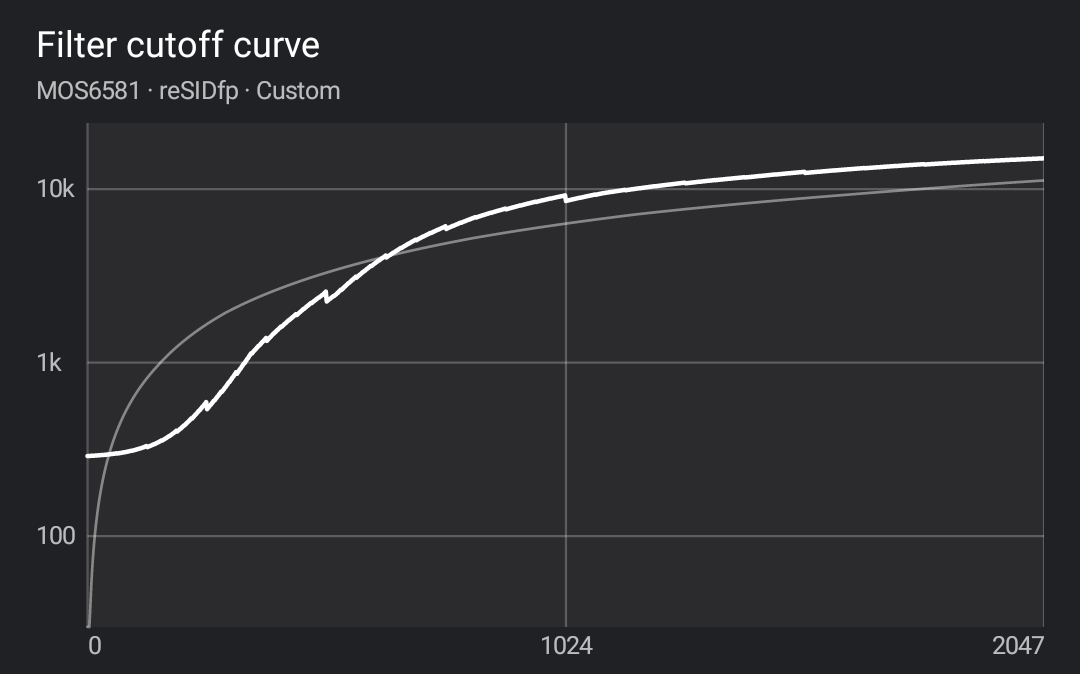 Filter cutoff curve
MOS6581 · reSIDfp · Custom
10k
1k
100
0 1024 2047